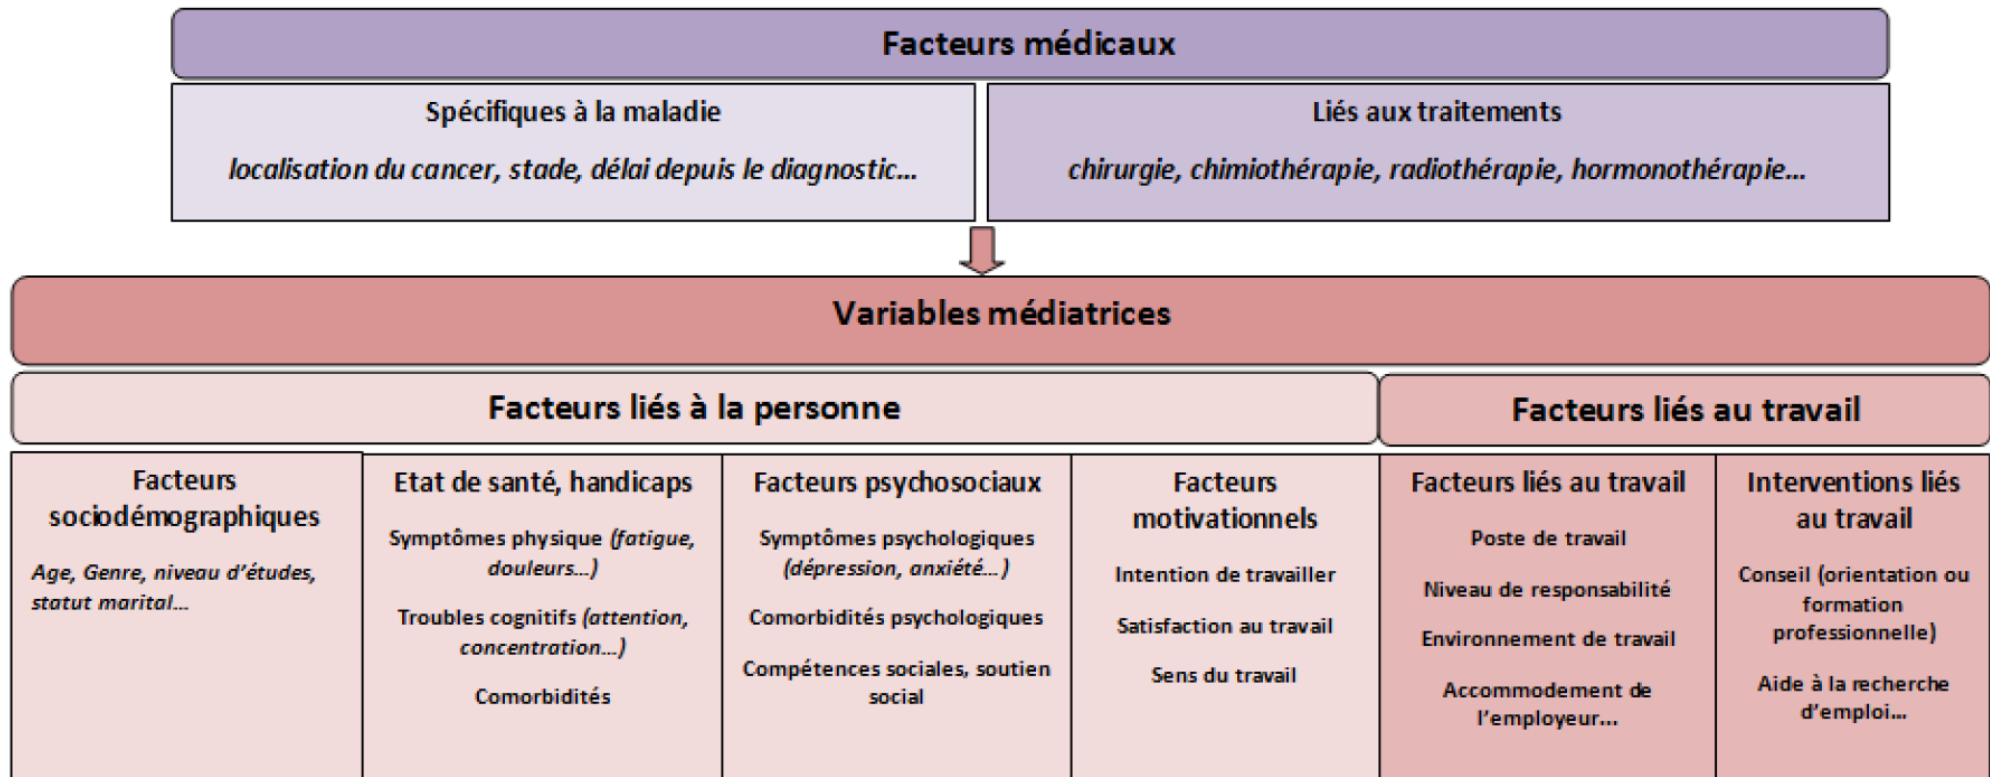 Facteurs médicaux
Spécifiques à la maladie
localisation du cancer, stade, délai depuis le diagnostic...
Liés aux traitements
chirurgie, chimiothérapie, radiothérapie, hormonothérapie...
Variables médiatrices
Facteurs liés à la personne
Facteurs liés au travail
Facteurs
sociodémographiques
Age, Genre, niveau d'études,
statut marital...
Etat de santé, handicaps
Symptômes physique (fatigue,
douleurs...)
Troubles cognitifs (attention,
concentration...)
Comorbidités
Facteurs psychosociaux
Symptômes psychologiques
(dépression, anxiété...)
Comorbidités psychologiques
Compétences sociales, soutien
social
Facteurs
motivationnels
Intention de travailler
Satisfaction au travail
Sens du travail
Facteurs liés au travail
Poste de travail
Niveau de responsabilité
Environnement de travail
Accommodement de
l'employeur...
Interventions liés
au travail
Conseil (orientation ou
formation
professionnelle)
Aide à la recherche
d'emploi...